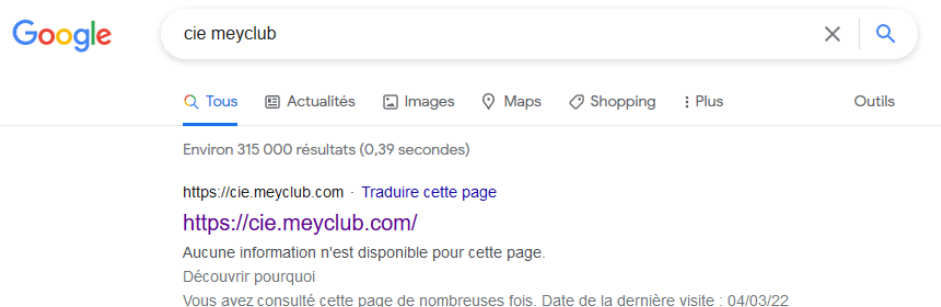 Google
cie meyclub
Tous Actualités Images Maps Shopping Plus Outils
Environ 315 000 résultats (0,39 secondes)
https://cie.meyclub.com · Traduire cette page
https://cie.meyclub.com/
Aucune information n'est disponible pour cette page.
Découvrir pourquoi
Vous avez consulté cette page de nombreuses fois. Date de la dernière visite : 04/03/22